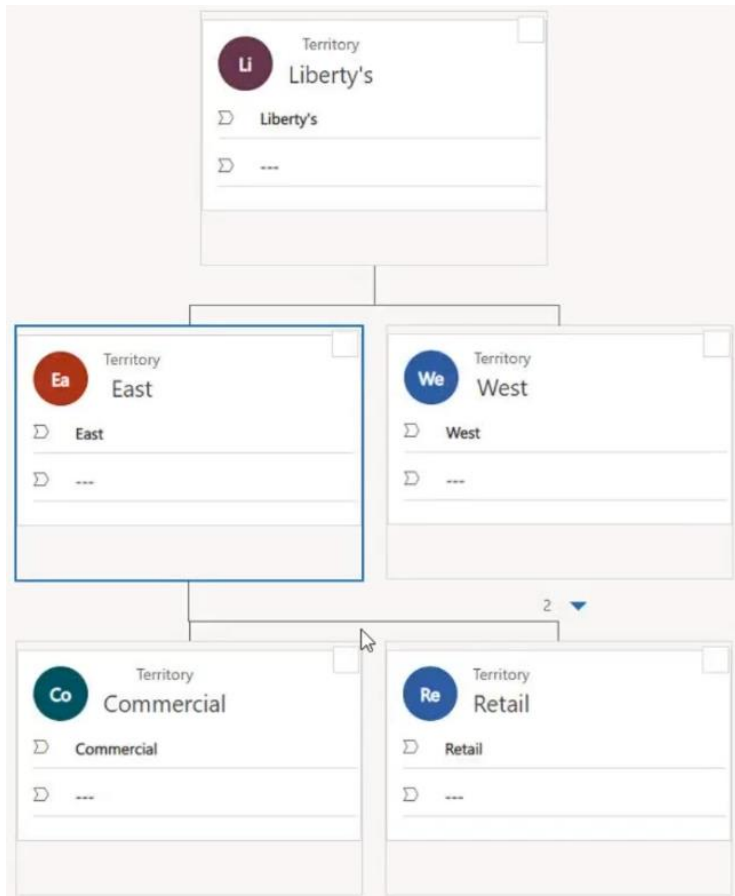 Li
Territory
Liberty's
Liberty's
---
Ea
Territory
East
East
---
We
Territory
West
West
---
2
Co
Territory
Commercial
Commercial
---
Re
Territory
Retail
Retail
---